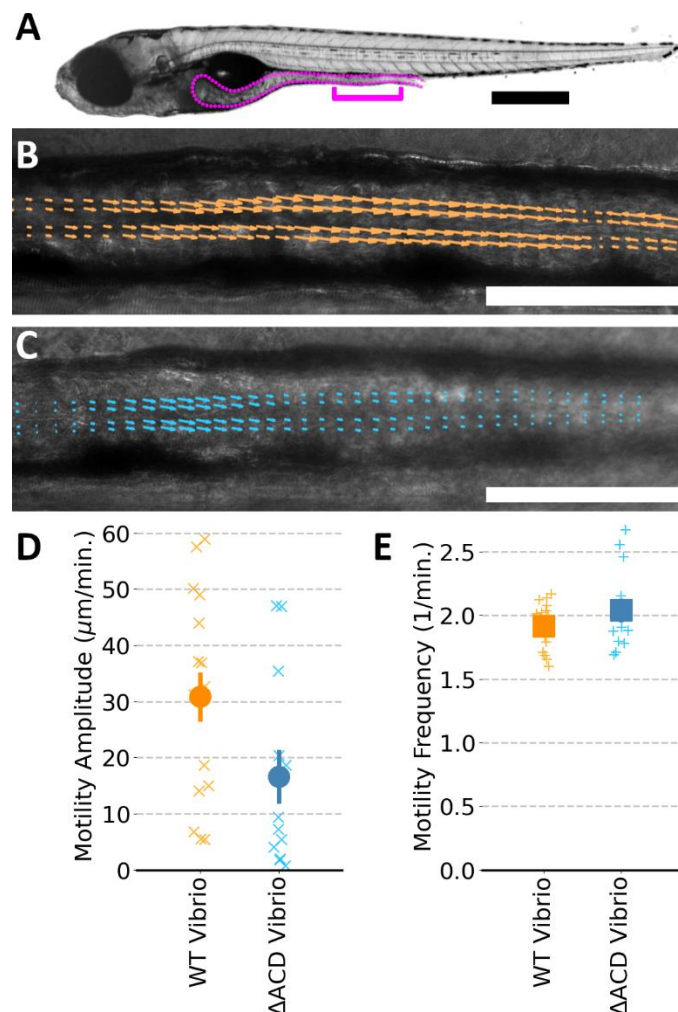 A
B
C
D
E
Motility Amplitude (μm/min.)
60
50
40
30
20
10
0
WT Vibrio
ΔACD Vibrio
Motility Frequency (1/min.)
2.5
2.0
1.5
1.0
0.5
0.0
WT Vibrio
ΔACD Vibrio